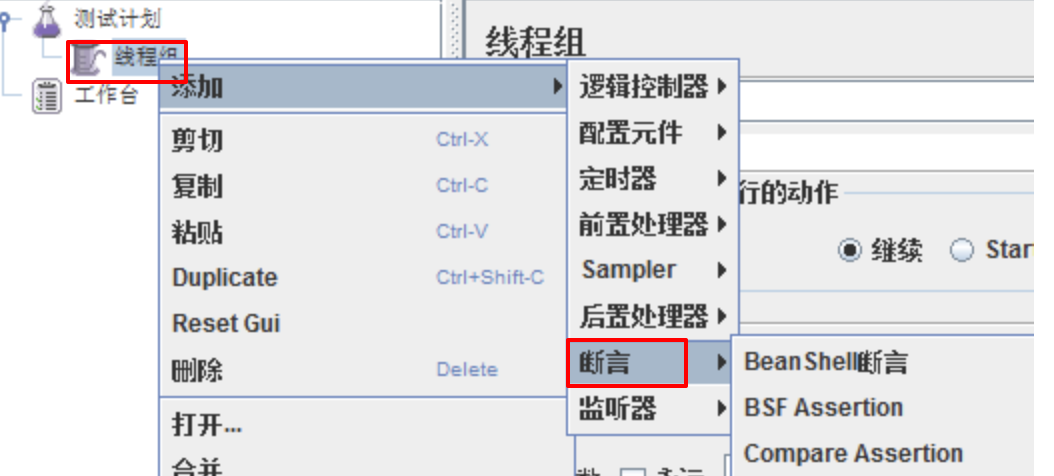 测试计划
线程组
工作台
线程组
添加
剪切 Ctrl-X
复制 Ctrl-C
粘贴 Ctrl-V
Duplicate Ctrl+Shift-C
Reset Gui
删除 Delete
打开...
合并
逻辑控制器
配置元件
定时器
前置处理器
Sampler
后置处理器
断言
监听器
BeanShell断言
BSF Assertion
Compare Assertion
行的动作
继续 Star